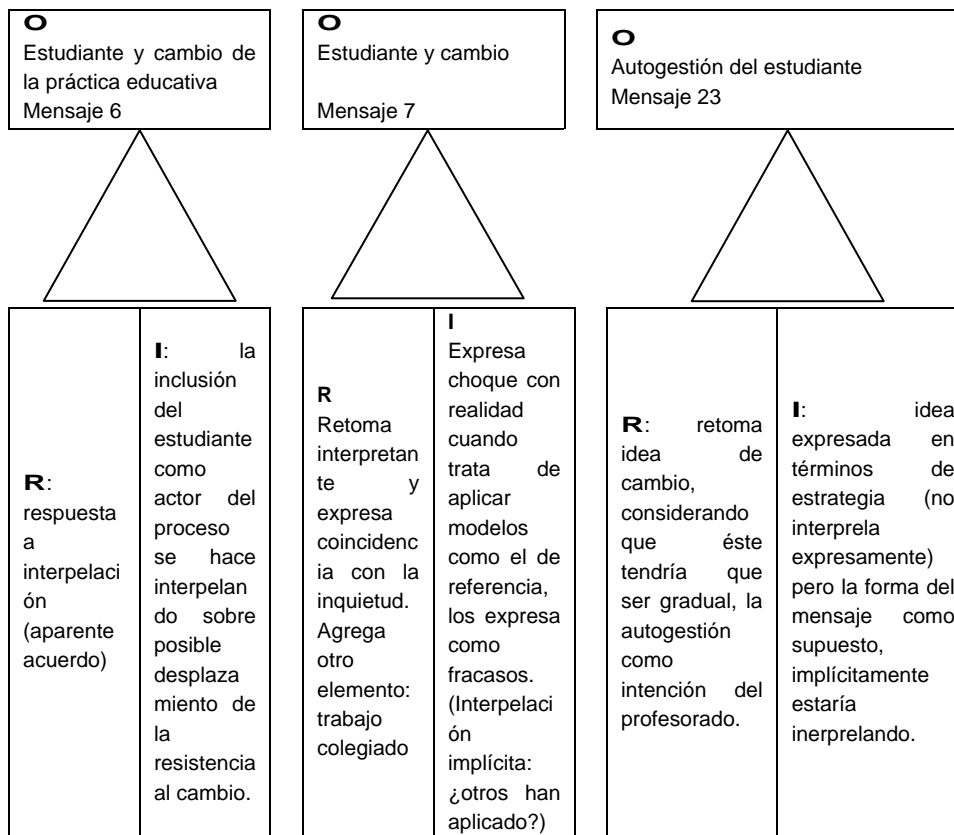 O
Estudiante y cambio de
la práctica educativa
Mensaje 6
O
Estudiante y cambio
Mensaje 7
O
Autogestión del estudiante
Mensaje 23
R:
respuesta
a
interpelaci
ón
(aparente
acuerdo)
I: la
inclusión
del
estudiante
como
actor del
proceso
se hace
interpelan
do sobre
posible
desplaza
miento de
la
resistencia
al cambio.
R
Retoma
interpretan
te y
expresa
coincidenc
ia con la
inquietud.
Agrega
otro
elemento:
trabajo
colegiado
I
Expresa
choque con
realidad
cuando
trata de
aplicar
modelos
como el de
referencia,
los expresa
como
fracasos.
(Interpelaci
ón
implícita:
¿otros han
aplicado?)
R: retoma
idea de
cambio,
considerando
que éste
tendría que
ser gradual, la
autogestión
como
intención del
profesorado.
I: idea
expresada en
términos de
estrategia (no
interprela
expresamente)
pero la forma del
mensaje como
supuesto,
implícitamente
estaría
inerprelando.